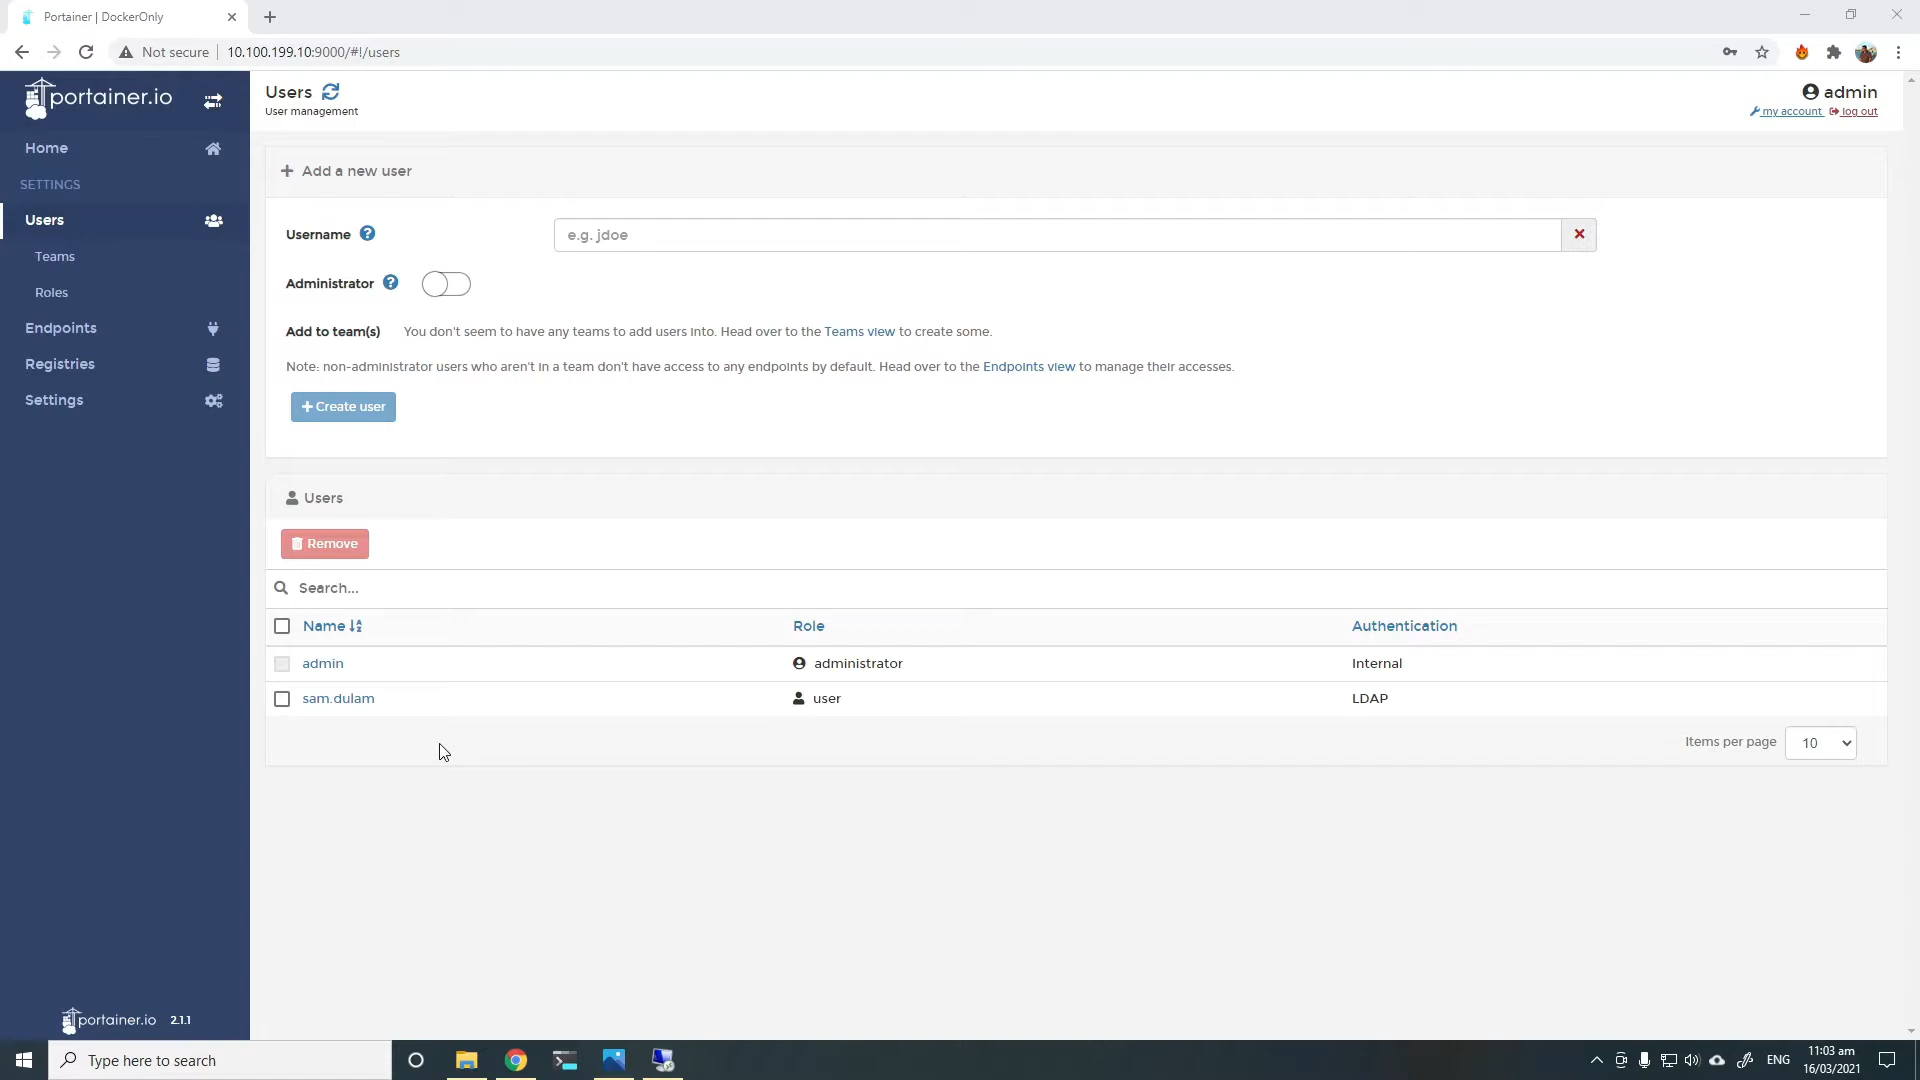 Portainer | DockerOnly
Not secure
10.100.199.10:9000/#!/users
portainer.io
Home
SETTINGS
Users
Teams
Roles
Endpoints
Registries
Settings
portainer.io 2.1.1
Users
User management
admin
my account log out
Add a new user
Username
e.g. jdoe
Administrator
Add to team(s) You don't seem to have any teams to add users into. Head over to the Teams view to create some.
Note: non-administrator users who aren't in a team don't have access to any endpoints by default. Head over to the Endpoints view to manage their accesses.
Create user
Users
Remove
Search...
Name Role Authentication
admin administrator Internal
sam.dulam user LDAP
Items per page 10
Type here to search
ENG
11:03 am
16/03/2021